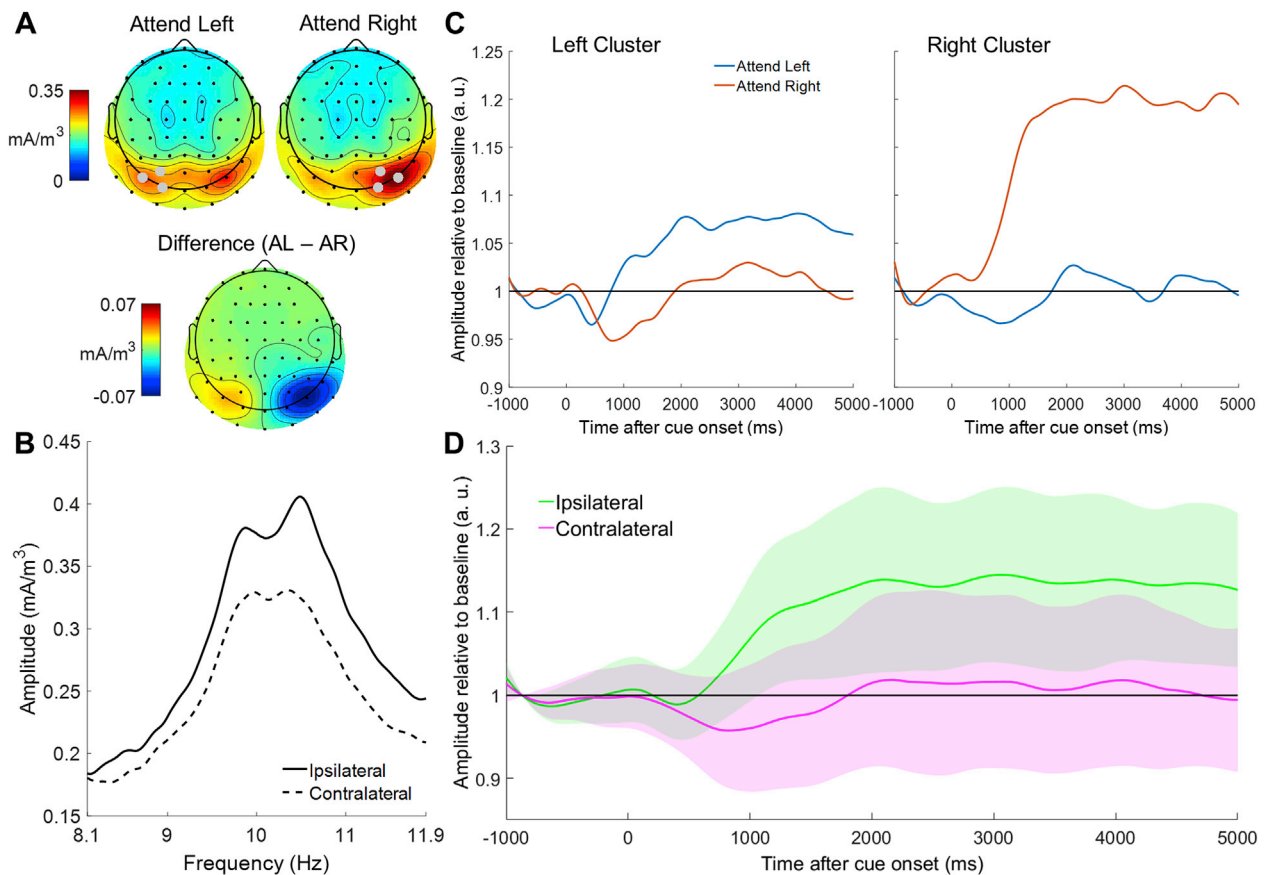 A
Attend Left
Attend Right
0.35
mA/m³
0
Difference (AL – AR)
0.07
mA/m³
-0.07
B
0.45
0.4
0.35
0.3
0.25
0.2
0.15
Amplitude (mA/m³)
Ipsilateral
Contralateral
8.1
9
10
11
11.9
Frequency (Hz)
C
Left Cluster
Attend Left
Attend Right
1.25
1.2
1.15
1.1
1.05
1
0.95
0.9
Amplitude relative to baseline (a. u.)
-1000
0
1000
2000
3000
4000
5000
Time after cue onset (ms)
Right Cluster
-1000
0
1000
2000
3000
4000
5000
Time after cue onset (ms)
D
Ipsilateral
Contralateral
1.3
1.2
1.1
1
0.9
Amplitude relative to baseline (a. u.)
-1000
0
1000
2000
3000
4000
5000
Time after cue onset (ms)